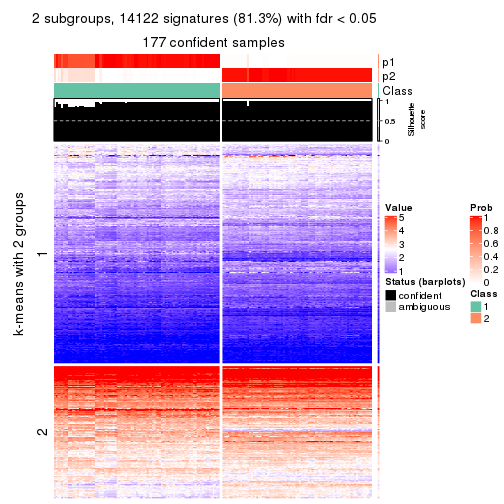 2 subgroups, 14122 signatures (81.3%) with fdr < 0.05
177 confident samples
p1
p2
Class
1
0.5
0
Silhouette
score
k-means with 2 groups
1
2
Value
5
4
3
2
1
Status (barplots)
confident
ambiguous
Prob
1
0.8
0.6
0.4
0.2
0
Class
1
2